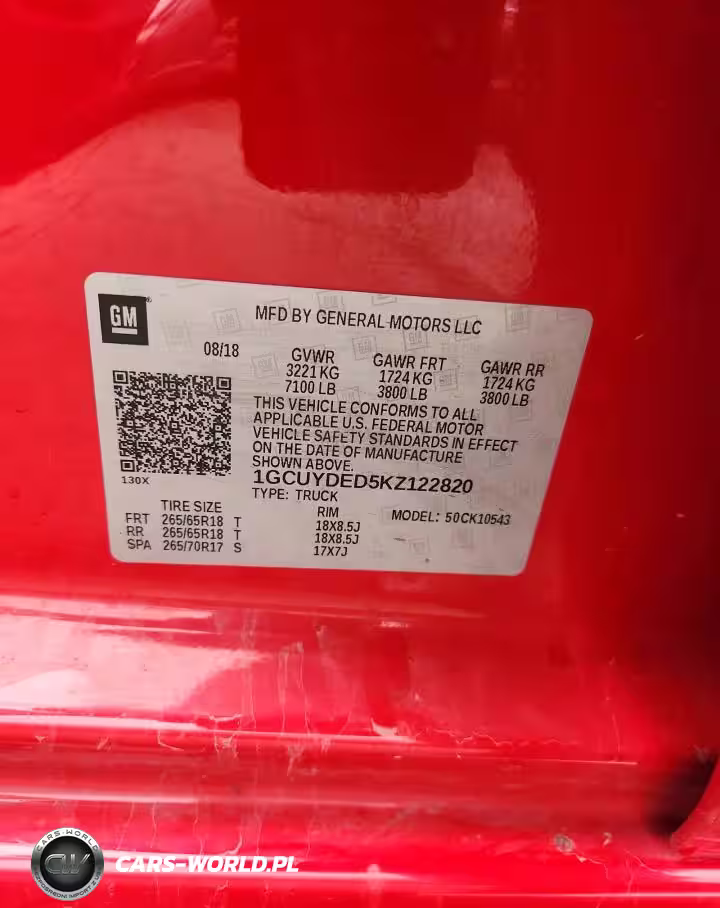 GM
MFD BY GENERAL MOTORS LLC
08/18
GVWR GAWR FRT GAWR RR
3221 KG 1724 KG 1724 KG
7100 LB 3800 LB 3800 LB
THIS VEHICLE CONFORMS TO ALL
APPLICABLE U.S. FEDERAL MOTOR
VEHICLE SAFETY STANDARDS IN EFFECT
ON THE DATE OF MANUFACTURE
SHOWN ABOVE.
1GCUYDED5KZ122820
130X
TYPE: TRUCK
TIRE SIZE RIM MODEL: 50CK10543
FRT 265/65R18 T 18X8.5J
RR 265/65R18 T 18X8.5J
SPA 265/70R17 S 17X7J
CARS-WORLD
CW
CARS-WORLD.PL